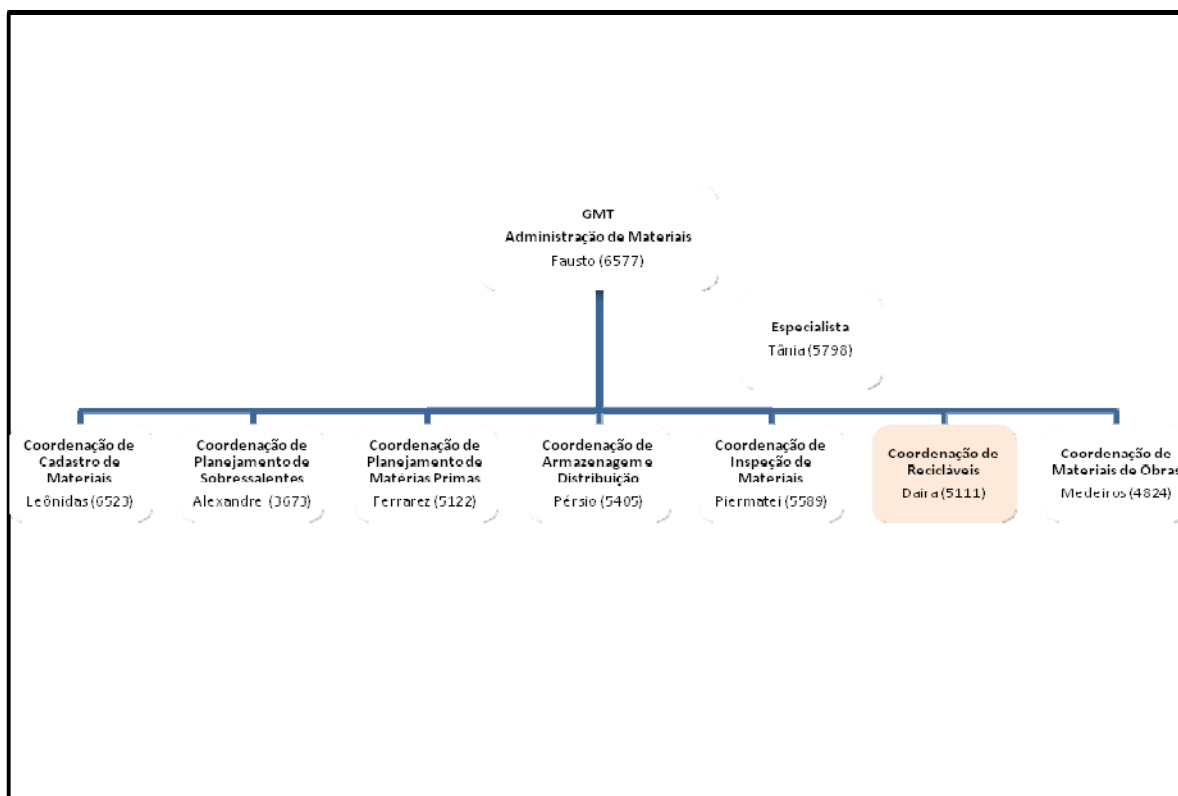 GMT
Administração de Materiais
Fausto (6577)
Especialista
Tânia (5798)
Coordenação de
Cadastro de
Materiais
Leônidas (6523)
Coordenação de
Planejamento de
Sobressalentes
Alexandre (3673)
Coordenação de
Planejamento de
Matérias Primas
Ferrarez (5122)
Coordenação de
Armazenagem e
Distribuição
Pérsio (5405)
Coordenação de
Inspeção de
Materiais
Piermatei (5589)
Coordenação de
Recicláveis
Daira (5111)
Coordenação de
Materiais de Obras
Medeiros (4824)